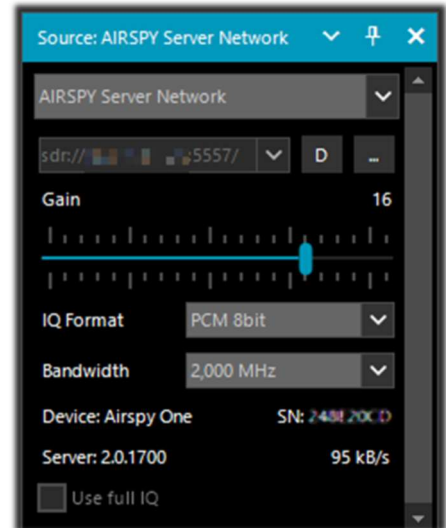 Source: AIRSPY Server Network
AIRSPY Server Network
sdr:// :5557/ D ...
Gain 16
IQ Format PCM 8bit
Bandwidth 2,000 MHz
Device: Airspy One SN:
Server: 2.0.1700 95 kB/s
Use full IQ